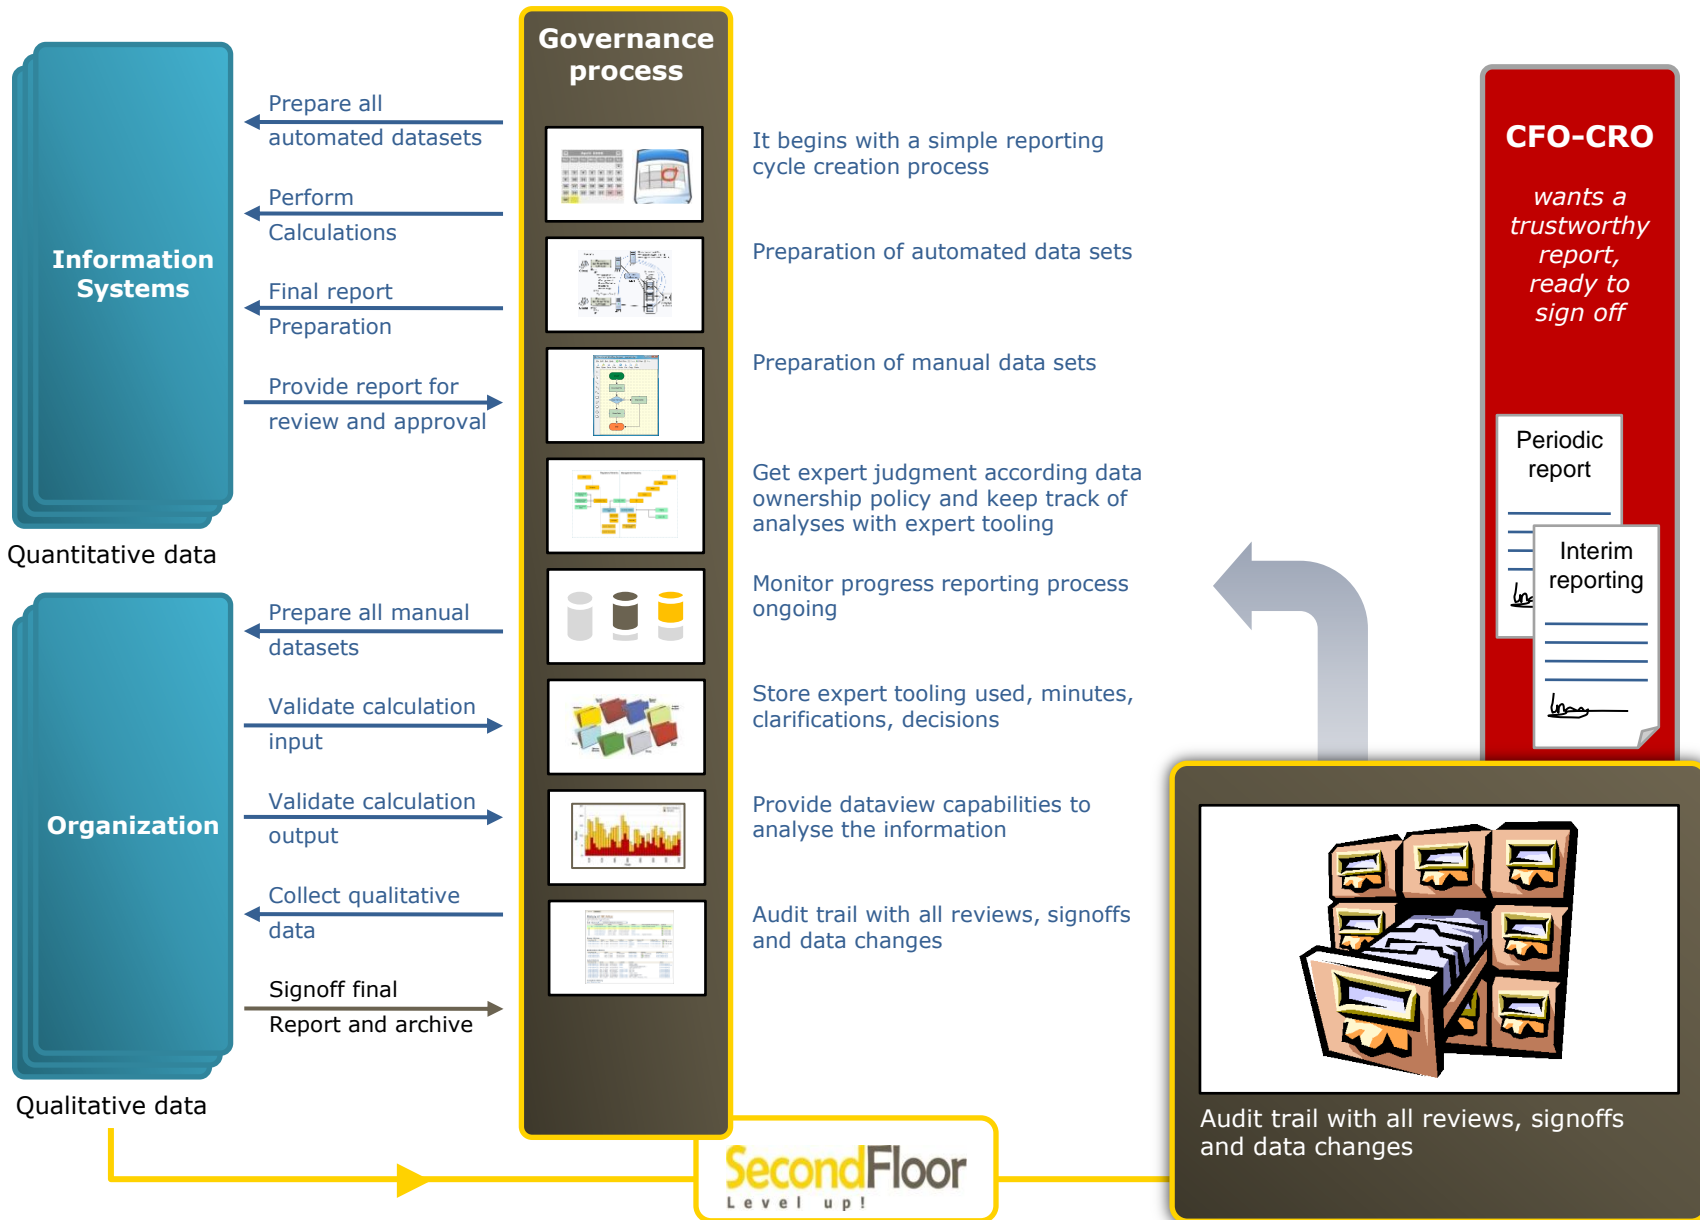 Governance
process
Information
Systems
Quantitative data
Prepare all
automated datasets
Perform
Calculations
Final report
Preparation
Provide report for
review and approval
Organization
Qualitative data
Prepare all manual
datasets
Validate calculation
input
Validate calculation
output
Collect qualitative
data
Signoff final
Report and archive
It begins with a simple reporting
cycle creation process
Preparation of automated data sets
Preparation of manual data sets
Get expert judgment according data
ownership policy and keep track of
analyses with expert tooling
Monitor progress reporting process
ongoing
Store expert tooling used, minutes,
clarifications, decisions
Provide dataview capabilities to
analyse the information
Audit trail with all reviews, signoffs
and data changes
CFO-CRO
wants a
trustworthy
report,
ready to
sign off
Periodic
report
Interim
reporting
Audit trail with all reviews, signoffs
and data changes
SecondFloor
Level up!